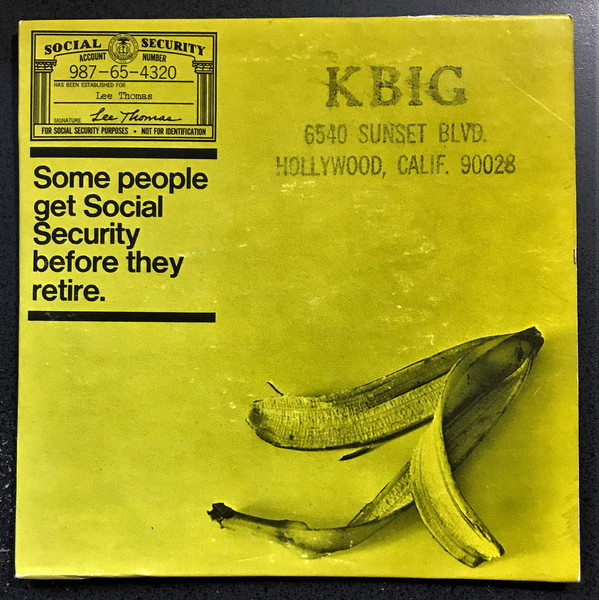 SOCIAL SECURITY
ACCOUNT NUMBER
987-65-4320
HAS BEEN ESTABLISHED FOR
Lee Thomas
SIGNATURE Lee Thomas
FOR SOCIAL SECURITY PURPOSES • NOT FOR IDENTIFICATION
Some people
get Social
Security
before they
retire.
KBIG
6540 SUNSET BLVD.
HOLLYWOOD, CALIF. 90028